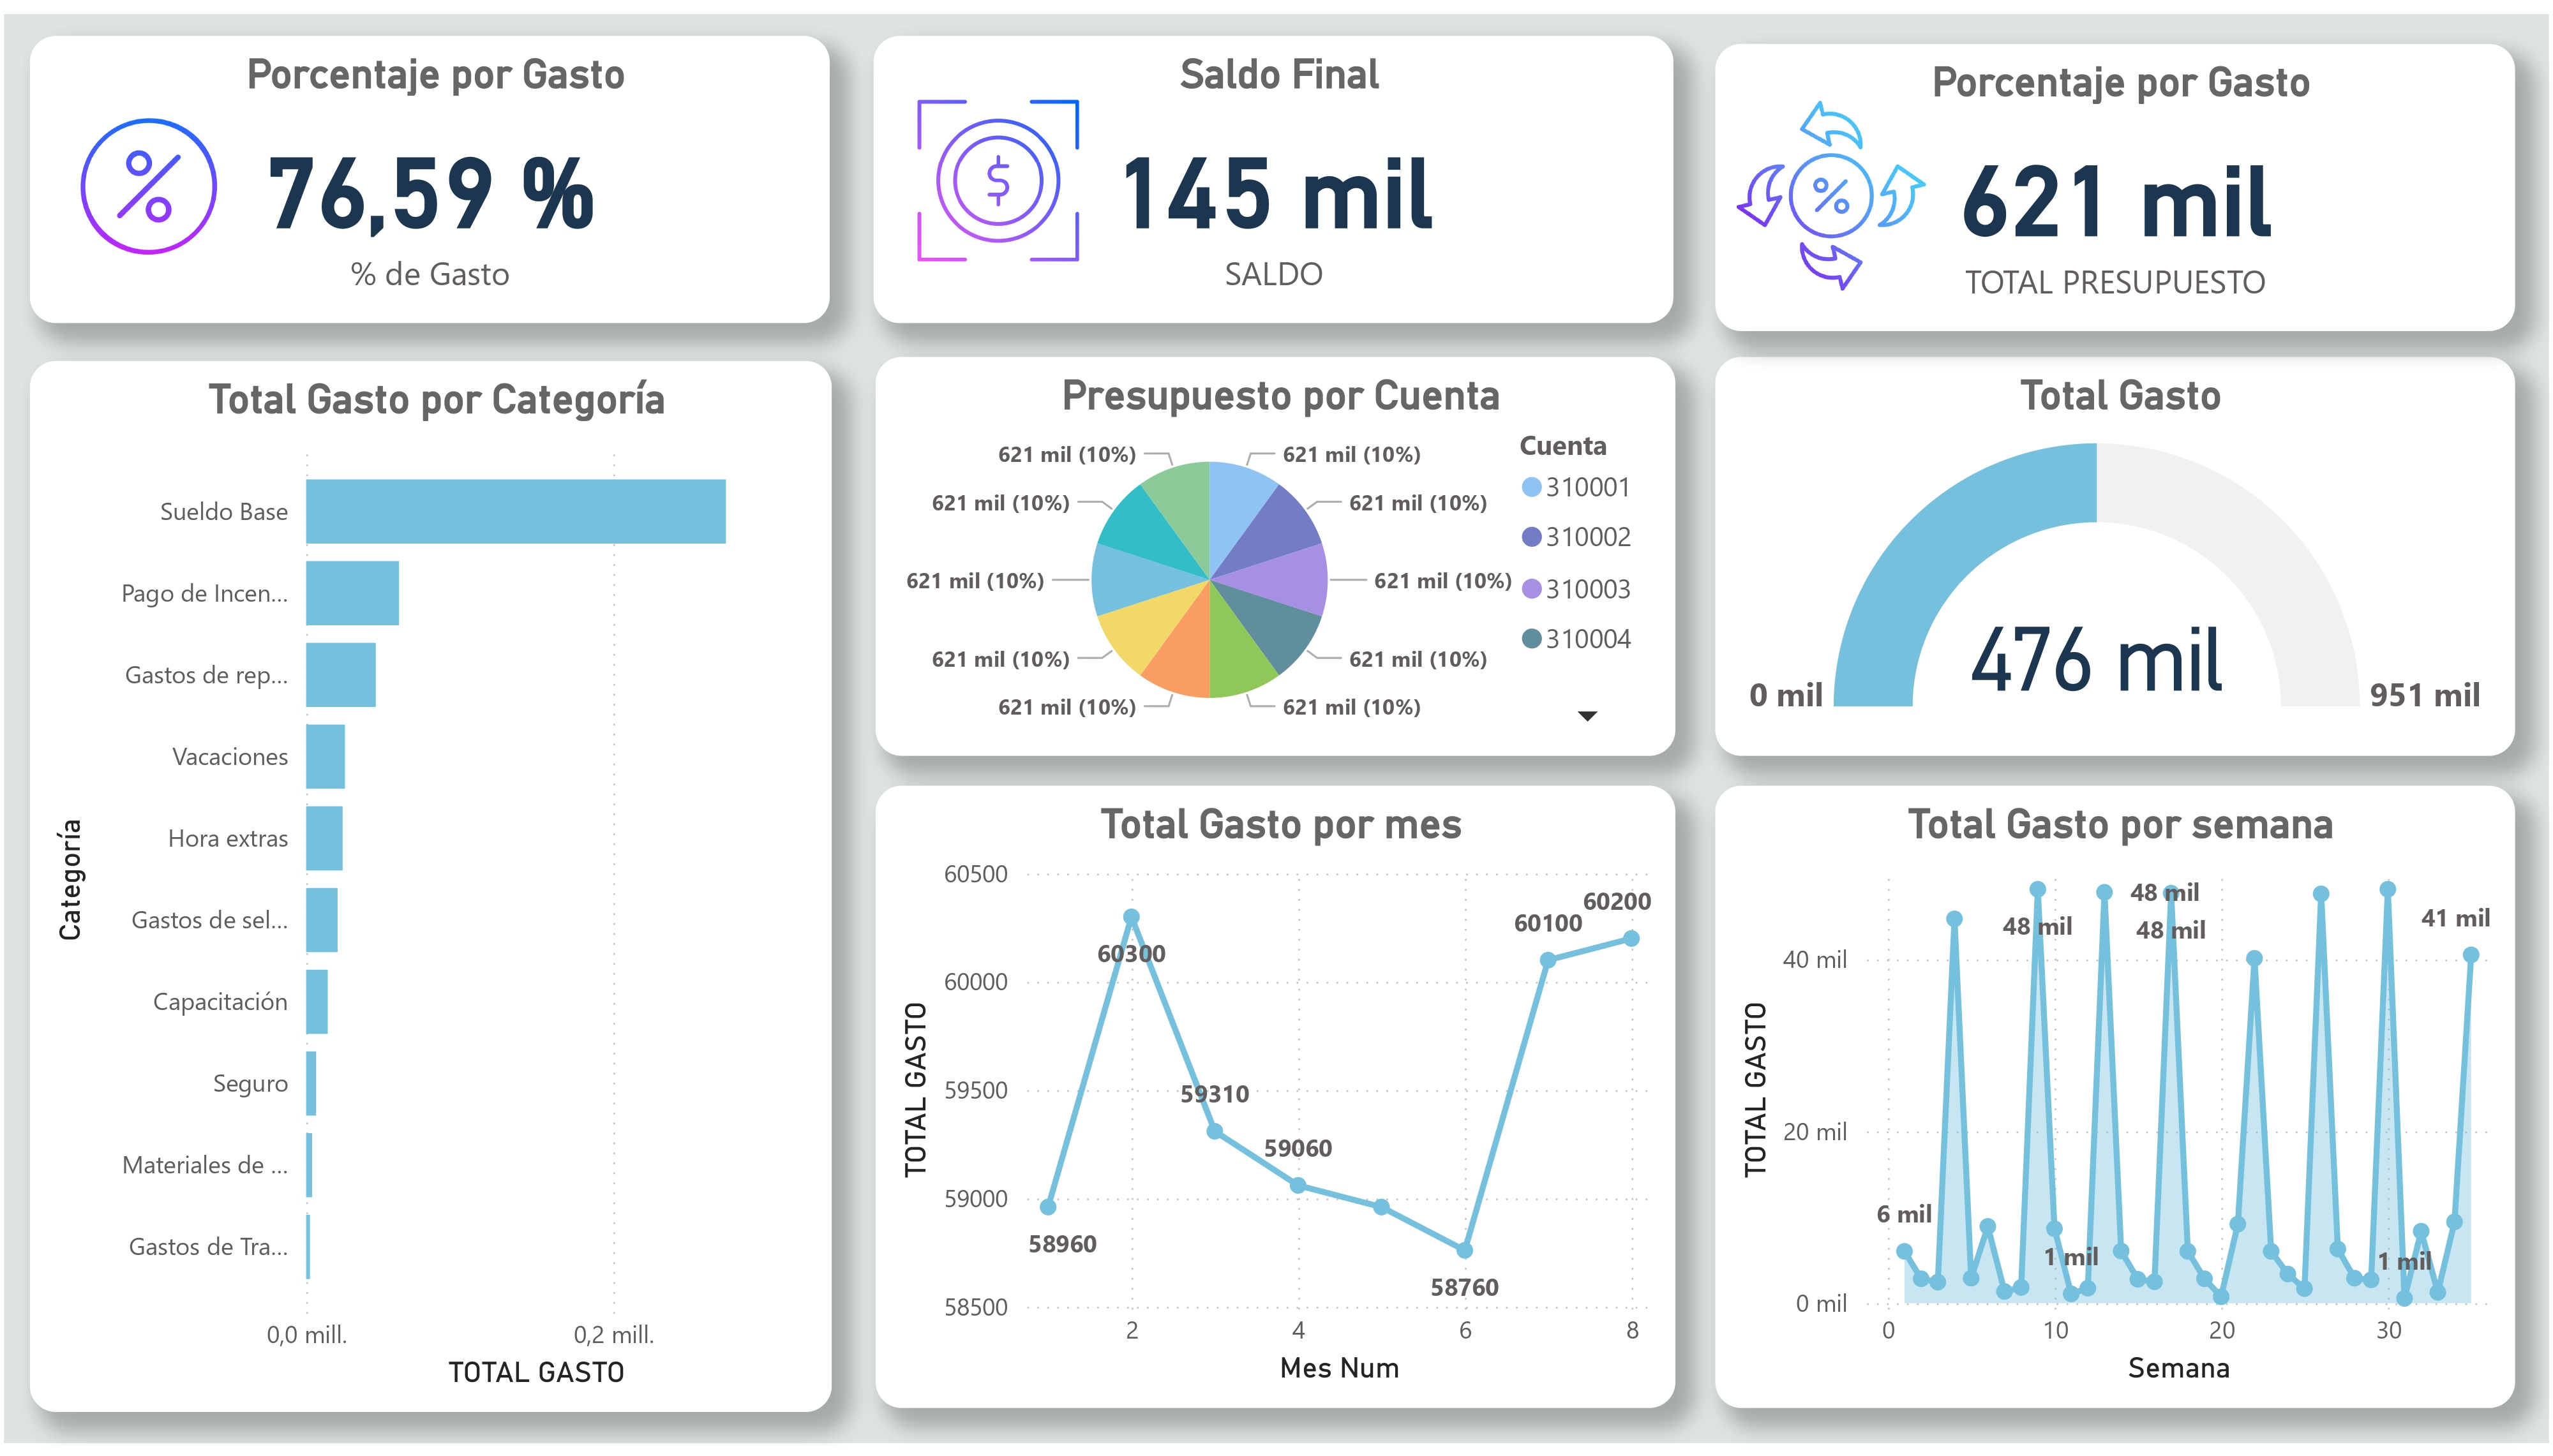 Porcentaje por Gasto
%
76,59 %
% de Gasto
Saldo Final
$
145 mil
SALDO
Porcentaje por Gasto
%
621 mil
TOTAL PRESUPUESTO
Total Gasto por Categoría
Categoría
Sueldo Base
Pago de Incen...
Gastos de rep...
Vacaciones
Hora extras
Gastos de sel...
Capacitación
Seguro
Materiales de ...
Gastos de Tra...
0,0 mill.
0,2 mill.
TOTAL GASTO
Presupuesto por Cuenta
621 mil (10%)
621 mil (10%)
621 mil (10%)
621 mil (10%)
621 mil (10%)
621 mil (10%)
621 mil (10%)
621 mil (10%)
621 mil (10%)
621 mil (10%)
Cuenta
310001
310002
310003
310004
Total Gasto
476 mil
0 mil
951 mil
Total Gasto por mes
TOTAL GASTO
60500
60000
59500
59000
58500
58960
60300
59310
59060
58760
60100
60200
2
4
6
8
Mes Num
Total Gasto por semana
TOTAL GASTO
40 mil
20 mil
0 mil
6 mil
48 mil
1 mil
48 mil
48 mil
1 mil
41 mil
0
10
20
30
Semana